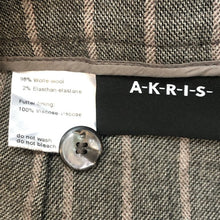 98% Wolle-wool
2% Elasthan-elastane
Futter-lining
100% Viskose-viscose
do not wash
do not bleach
A-K-R-I-S-